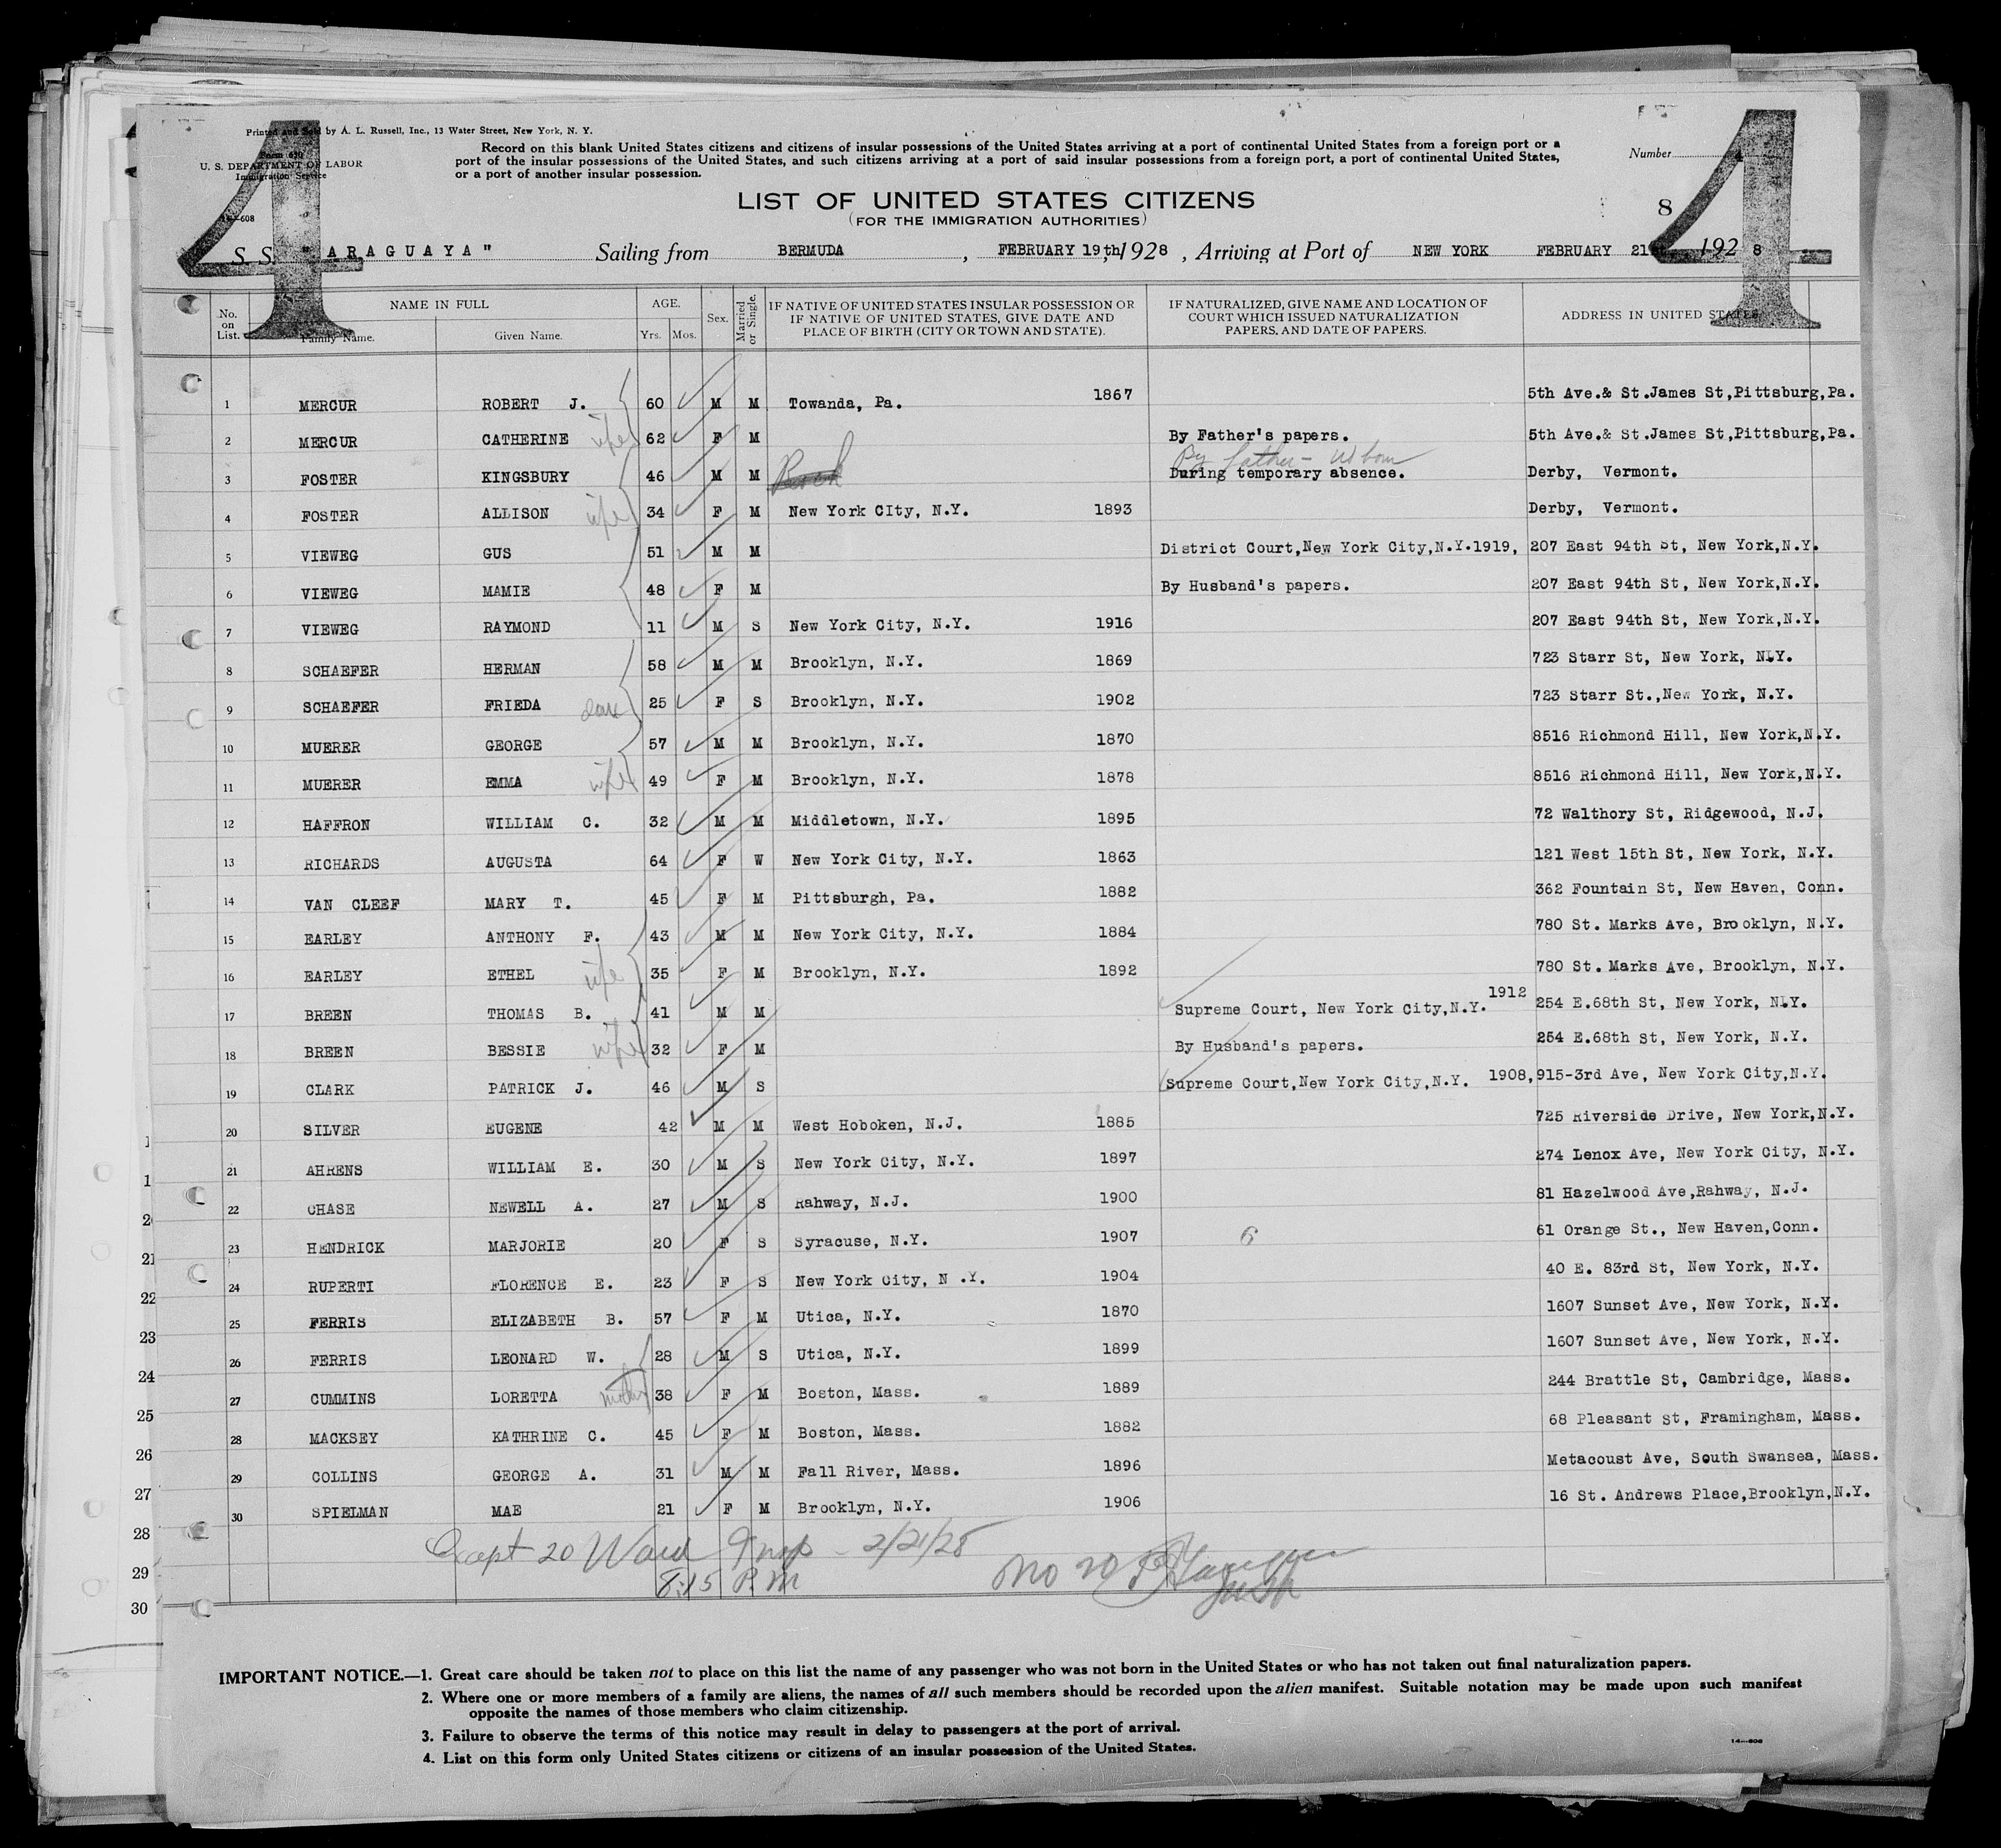 4
4
Printed and Sold by A. L. Russell, Inc., 13 Water Street, New York, N. Y.
Form 630
U. S. DEPARTMENT OF LABOR
Immigration Service
14—608
Record on this blank United States citizens and citizens of insular possessions of the United States arriving at a port of continental United States from a foreign port or a
port of the insular possessions of the United States, and such citizens arriving at a port of said insular possessions from a foreign port, a port of continental United States,
or a port of another insular possession.
Number
LIST OF UNITED STATES CITIZENS
(FOR THE IMMIGRATION AUTHORITIES)
8
S. S. "ARAGUAYA" Sailing from BERMUDA, FEBRUARY 19th, 1928, Arriving at Port of NEW YORK FEBRUARY 21 1928
No. on List. NAME IN FULL Family Name. Given Name. AGE. Yrs. Mos. Sex. Married or Single. IF NATIVE OF UNITED STATES INSULAR POSSESSION OR IF NATIVE OF UNITED STATES, GIVE DATE AND PLACE OF BIRTH (CITY OR TOWN AND STATE). IF NATURALIZED, GIVE NAME AND LOCATION OF COURT WHICH ISSUED NATURALIZATION PAPERS, AND DATE OF PAPERS. ADDRESS IN UNITED STATES
1 MERCUR ROBERT J. 60 M M Towanda, Pa. 1867 5th Ave.& St.James St,Pittsburg,Pa.
2 MERCUR CATHERINE wife 62 F M By Father's papers. 5th Ave.& St.James St,Pittsburg,Pa.
By father
3 FOSTER KINGSBURY 46 M M During temporary absence. Derby, Vermont.
4 FOSTER ALLISON wife 34 F M New York CIty, N.Y. 1893 Derby, Vermont.
5 VIEWEG GUS 51 M M District Court,New York City,N.Y.1919, 207 East 94th St, New York,N.Y.
6 VIEWEG MAMIE 48 F M By Husband's papers. 207 East 94th St, New York,N.Y.
7 VIEWEG RAYMOND 11 M S New York City, N.Y. 1916 207 East 94th St, New York,N.Y.
8 SCHAEFER HERMAN 58 M M Brooklyn, N.Y. 1869 723 Starr St, New York, N.Y.
9 SCHAEFER FRIEDA dau 25 F S Brooklyn, N.Y. 1902 723 Starr St.,New York, N.Y.
10 MUERER GEORGE 57 M M Brooklyn, N.Y. 1870 8516 Richmond Hill, New York,N.Y.
11 MUERER EMMA wife 49 F M Brooklyn, N.Y. 1878 8516 Richmond Hill, New York,N.Y.
12 HAFFRON WILLIAM C. 32 M M Middletown, N.Y. 1895 72 Walthory St, Ridgewood, N.J.
13 RICHARDS AUGUSTA 64 F W New York City, N.Y. 1863 121 West 15th St, New York, N.Y.
14 VAN CLEEF MARY T. 45 F M Pittsburgh, Pa. 1882 362 Fountain St, New Haven, Conn.
15 EARLEY ANTHONY F. 43 M M New York City, N.Y. 1884 780 St. Marks Ave, Brooklyn, N.Y.
16 EARLEY ETHEL wife 35 F M Brooklyn, N.Y. 1892 780 St. Marks Ave, Brooklyn, N.Y.
17 BREEN THOMAS B. 41 M M Supreme Court, New York City,N.Y. 1912 254 E.68th St, New York, N.Y.
18 BREEN BESSIE wife 32 F M By Husband's papers. 254 E.68th St, New York, N.Y.
19 CLARK PATRICK J. 46 M S Supreme Court,New York City,N.Y. 1908, 915-3rd Ave, New York City,N.Y.
20 SILVER EUGENE 42 M M West Hoboken, N.J. 1885 725 Riverside Drive, New York,N.Y.
21 AHRENS WILLIAM E. 30 M S New York City, N.Y. 1897 274 Lenox Ave, New York City, N.Y.
22 CHASE NEWELL A. 27 M S Rahway, N.J. 1900 81 Hazelwood Ave,Rahway, N.J.
23 HENDRICK MARJORIE 20 F S Syracuse, N.Y. 1907 6 61 Orange St., New Haven,Conn.
24 RUPERTI FLORENCE E. 23 F S New York City, N .Y. 1904 40 E. 83rd St, New York, N.Y.
25 FERRIS ELIZABETH B. 57 F M Utica, N.Y. 1870 1607 Sunset Ave, New York, N.Y.
26 FERRIS LEONARD W. 28 M S Utica, N.Y. 1899 1607 Sunset Ave, New York, N.Y.
27 CUMMINS LORETTA mother 38 F M Boston, Mass. 1889 244 Brattle St, Cambridge, Mass.
28 MACKSEY KATHRINE C. 45 F M Boston, Mass. 1882 68 Pleasant St, Framingham, Mass.
29 COLLINS GEORGE A. 31 M M Fall River, Mass. 1896 Metacoust Ave, South Swansea, Mass.
30 SPIELMAN MAE 21 F M Brooklyn, N.Y. 1906 16 St. Andrews Place,Brooklyn,N.Y.
Except 20 Ward Insp - 2/21/28
8:15 P.M
No 20
20
21
22
23
24
25
26
27
28
29
30
IMPORTANT NOTICE.—1. Great care should be taken not to place on this list the name of any passenger who was not born in the United States or who has not taken out final naturalization papers.
2. Where one or more members of a family are aliens, the names of all such members should be recorded upon the alien manifest. Suitable notation may be made upon such manifest
opposite the names of those members who claim citizenship.
3. Failure to observe the terms of this notice may result in delay to passengers at the port of arrival.
4. List on this form only United States citizens or citizens of an insular possession of the United States.
14—608